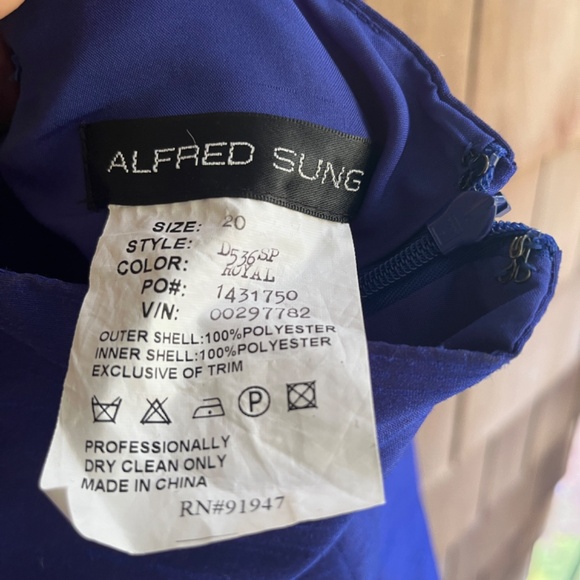 ALFRED SUNG
SIZE: 20
STYLE: D536SP
COLOR: ROYAL
PO#: 1431750
V/N: 00297782
OUTER SHELL:100%POLYESTER
INNER SHELL:100%POLYESTER
EXCLUSIVE OF TRIM
P
PROFESSIONALLY
DRY CLEAN ONLY
MADE IN CHINA
RN#91947